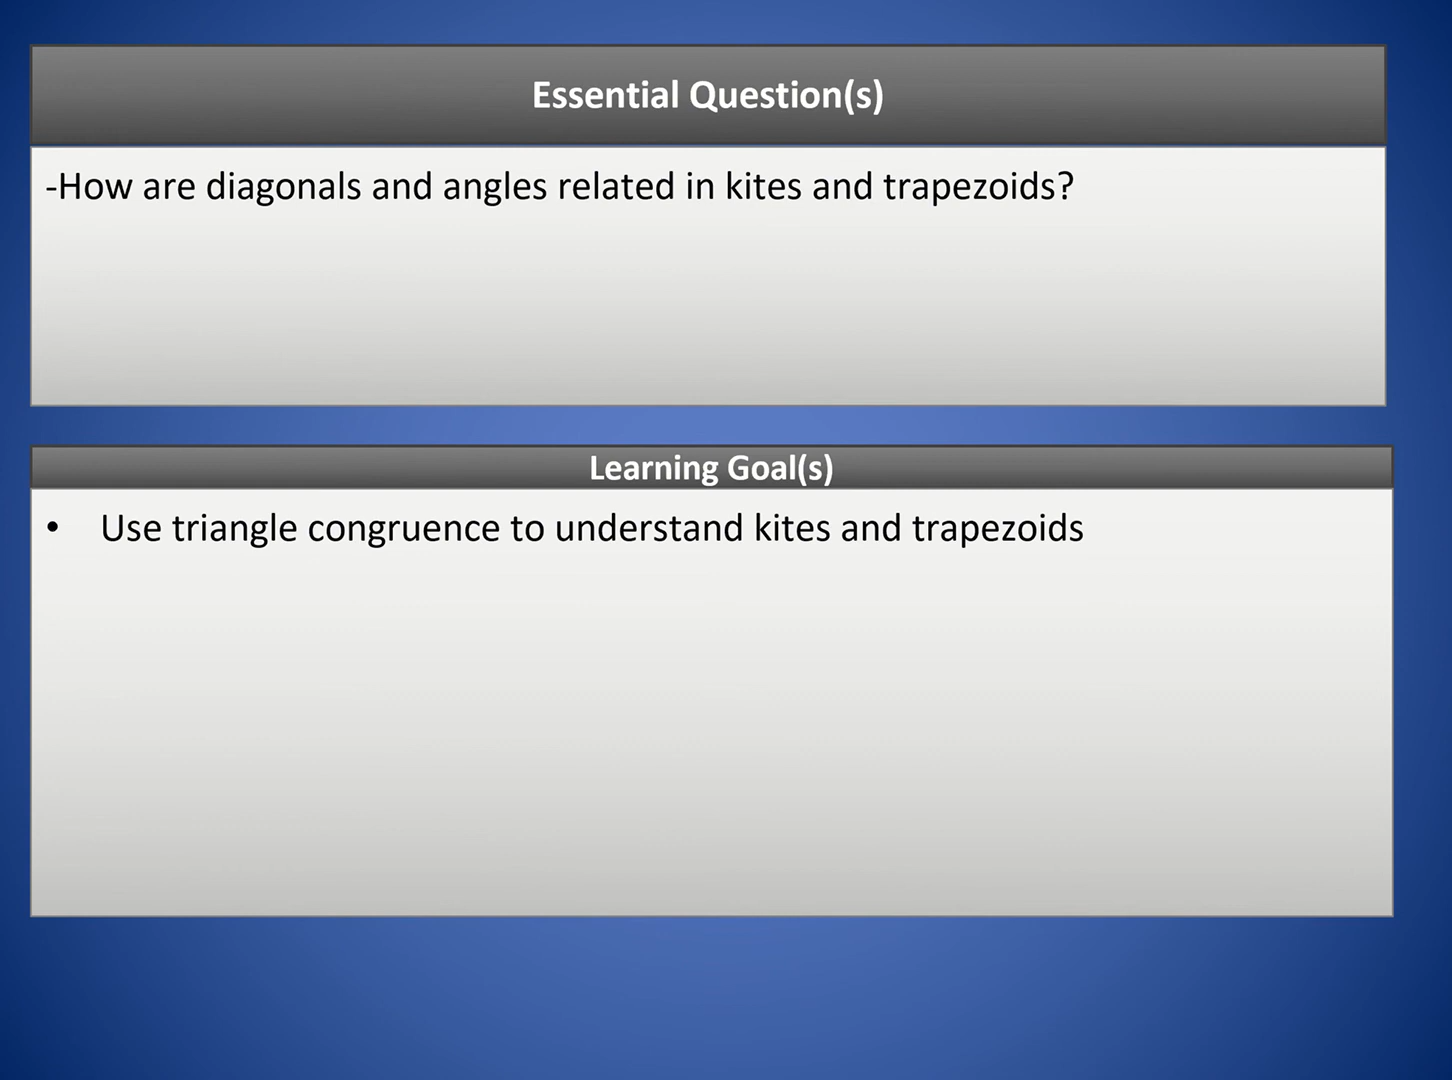 Essential Question(s)
-How are diagonals and angles related in kites and trapezoids?
Learning Goal(s)
• Use triangle congruence to understand kites and trapezoids